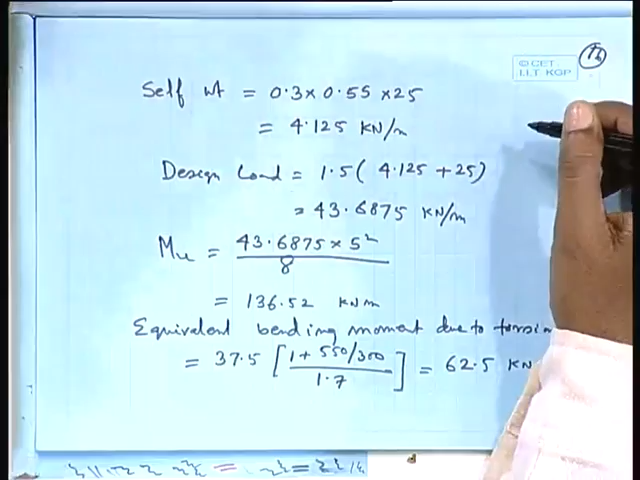 16
©CET
I.I.T. KGP
Self wt = 0.3 x 0.55 x 25
= 4.125 KN/m
Design Load = 1.5 ( 4.125 + 25)
= 43.6875 KN/m
Mu = 43.6875 x 5²
8
= 136.52 KNm
Equivalent bending moment due to
= 37.5 [ 1 + 550/300 / 1.7 ] = 62.5 KN